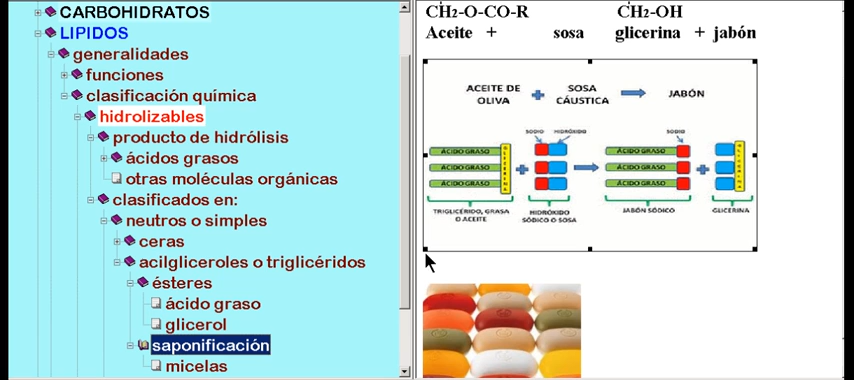 CARBOHIDRATOS
LIPIDOS
generalidades
funciones
clasificación química
hidrolizables
producto de hidrólisis
ácidos grasos
otras moléculas orgánicas
clasificados en:
neutros o simples
ceras
acilgliceroles o triglicéridos
ésteres
ácido graso
glicerol
saponificación
micelas
CH2-O-CO-R CH2-OH
Aceite + sosa glicerina + jabón
ACEITE DE OLIVA + SOSA CÁUSTICA JABÓN
SODIO HIDRÓXIDO SODIO
ÁCIDO GRASO ÁCIDO GRASO
ÁCIDO GRASO ÁCIDO GRASO
ÁCIDO GRASO ÁCIDO GRASO
GLICERINA + + GLICERINA
TRIGLICÉRIDO, GRASA O ACEITE
HIDRÓXIDO SÓDICO O SOSA
JABÓN SÓDICO
GLICERINA